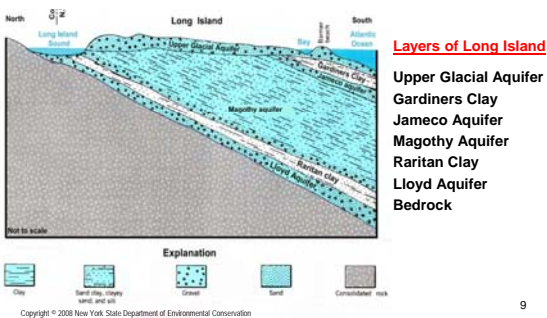 North
Long Island
South
Long Island
Sound
Upper Glacial Aquifer
Bay
Barrier
beach
Atlantic
Ocean
Gardiners Clay
Jameco aquifer
Magothy aquifer
Raritan clay
Lloyd Aquifer
Not to scale
Explanation
Clay
Sand clay, clayey
sand, and silt
Gravel
Sand
Consolidated rock
Copyright © 2008 New York State Department of Environmental Conservation
Layers of Long Island
Upper Glacial Aquifer
Gardiners Clay
Jameco Aquifer
Magothy Aquifer
Raritan Clay
Lloyd Aquifer
Bedrock
9